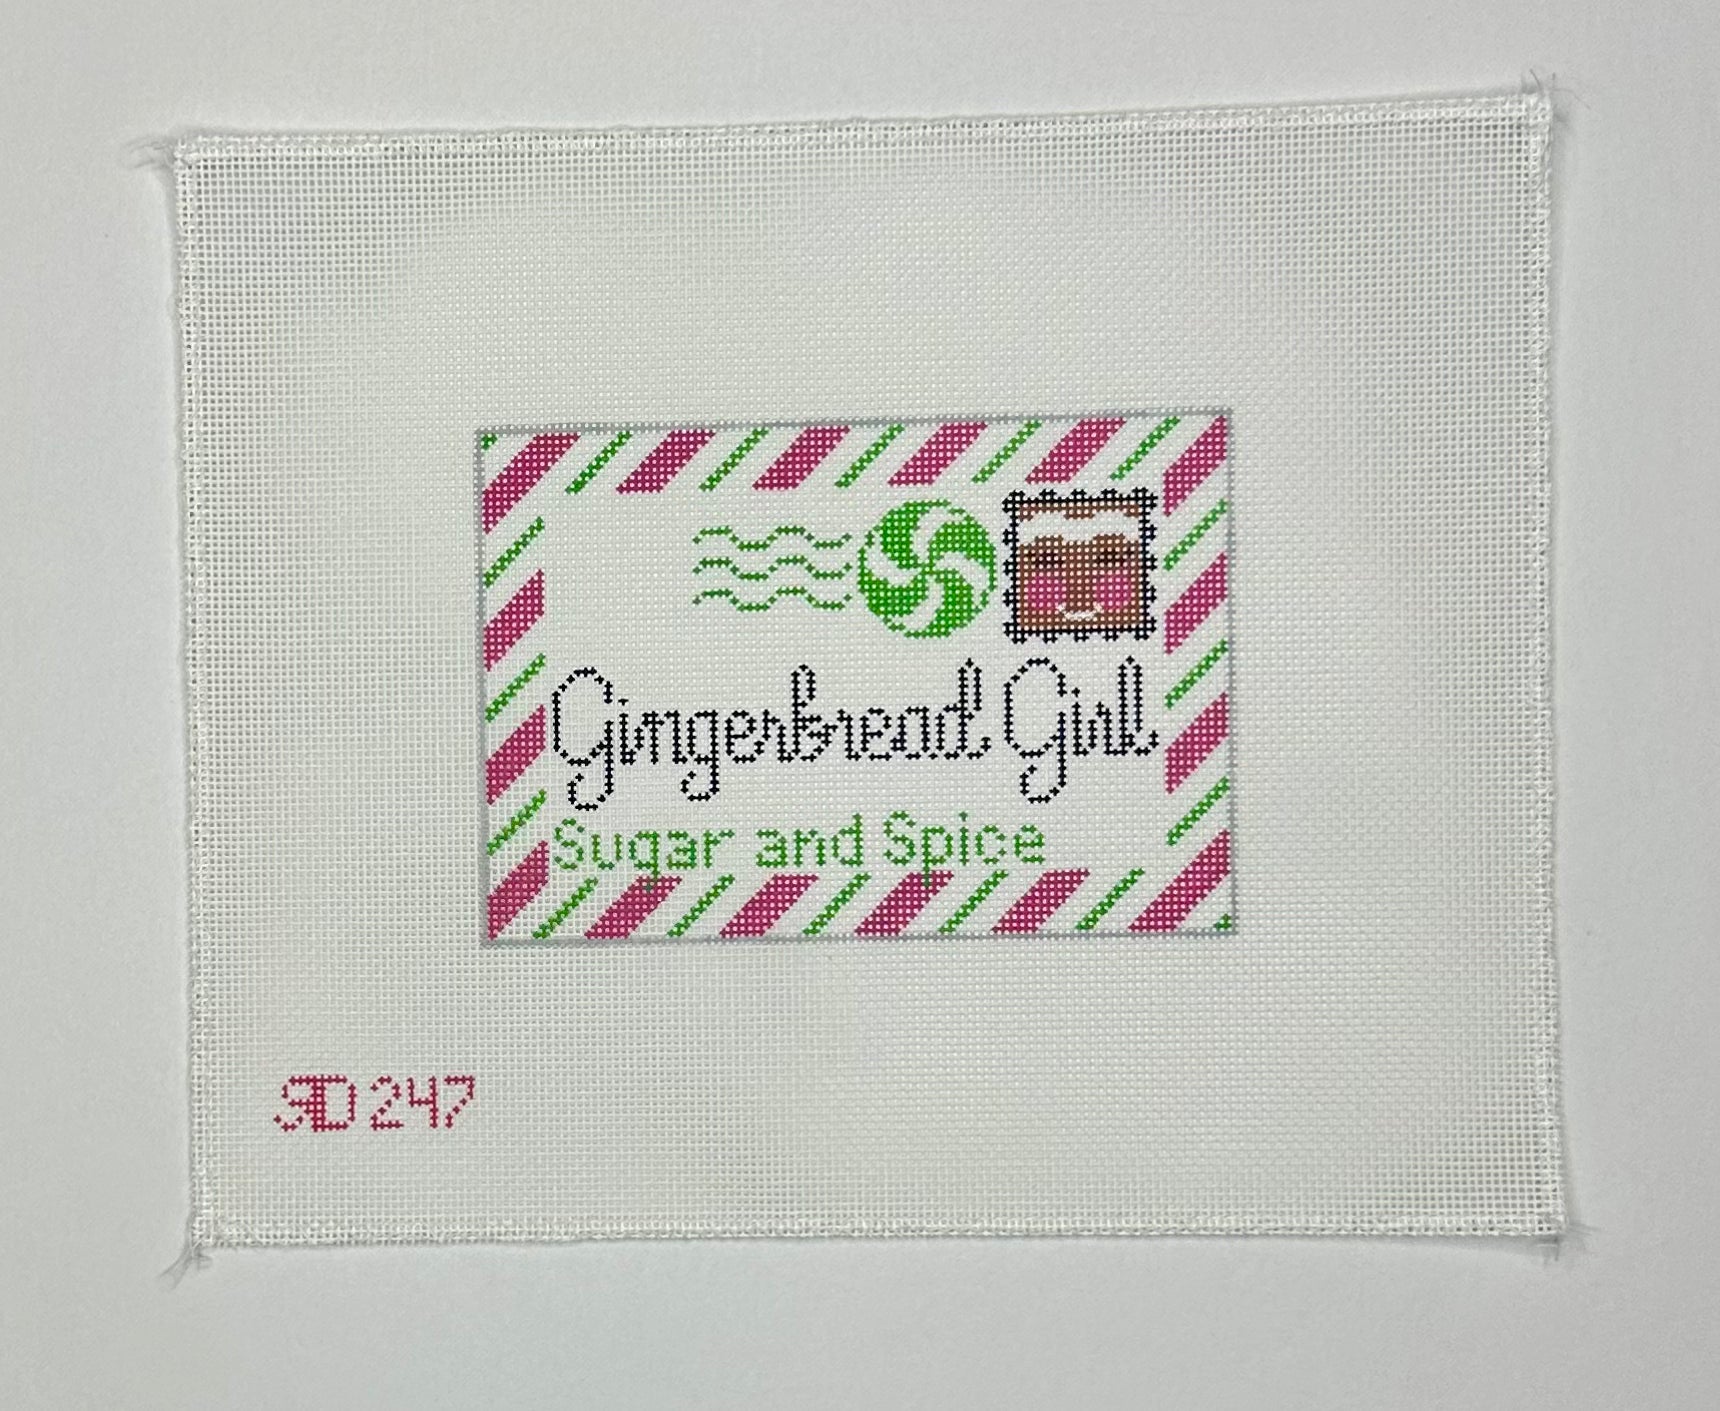 Gingerbread Girl
Sugar and Spice
SD 247